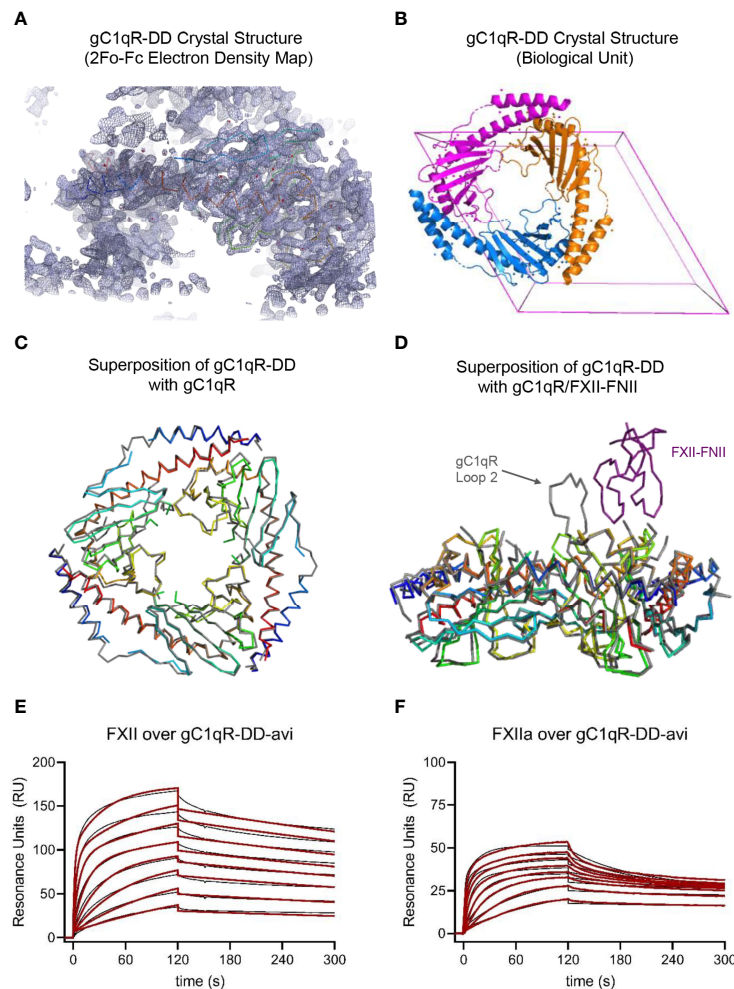 A
gC1qR-DD Crystal Structure
(2Fo-Fc Electron Density Map)
B
gC1qR-DD Crystal Structure
(Biological Unit)
C
Superposition of gC1qR-DD
with gC1qR
D
Superposition of gC1qR-DD
with gC1qR/FXII-FNII
gC1qR
Loop 2
FXII-FNII
E
FXII over gC1qR-DD-avi
Resonance Units (RU)
200
150
100
50
0
0 60 120 180 240 300
time (s)
F
FXIIa over gC1qR-DD-avi
Resonance Units (RU)
100
75
50
25
0
0 60 120 180 240 300
time (s)